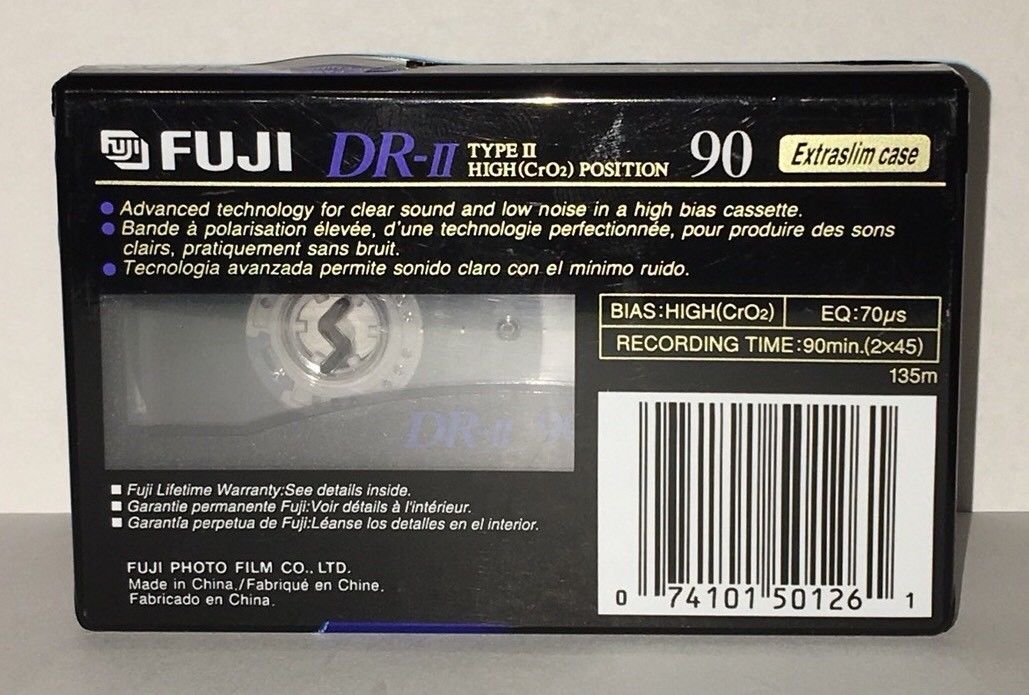 FUJI FUJI DR-II TYPE II
HIGH (CrO2) POSITION 90 Extraslim case
Advanced technology for clear sound and low noise in a high bias cassette.
Bande à polarisation élevée, d'une technologie perfectionnée, pour produire des sons
clairs, pratiquement sans bruit.
Tecnologia avanzada permite sonido claro con el mínimo ruido.
BIAS:HIGH(CrO2) EQ:70µs
RECORDING TIME:90min.(2×45)
135m
DR-II 90
Fuji Lifetime Warranty:See details inside.
Garantie permanente Fuji:Voir détails à l'intérieur.
Garantía perpetua de Fuji:Léanse los detalles en el interior.
FUJI PHOTO FILM CO., LTD.
Made in China./Fabriqué en Chine.
Fabricado en China.
0 74101 50126 1